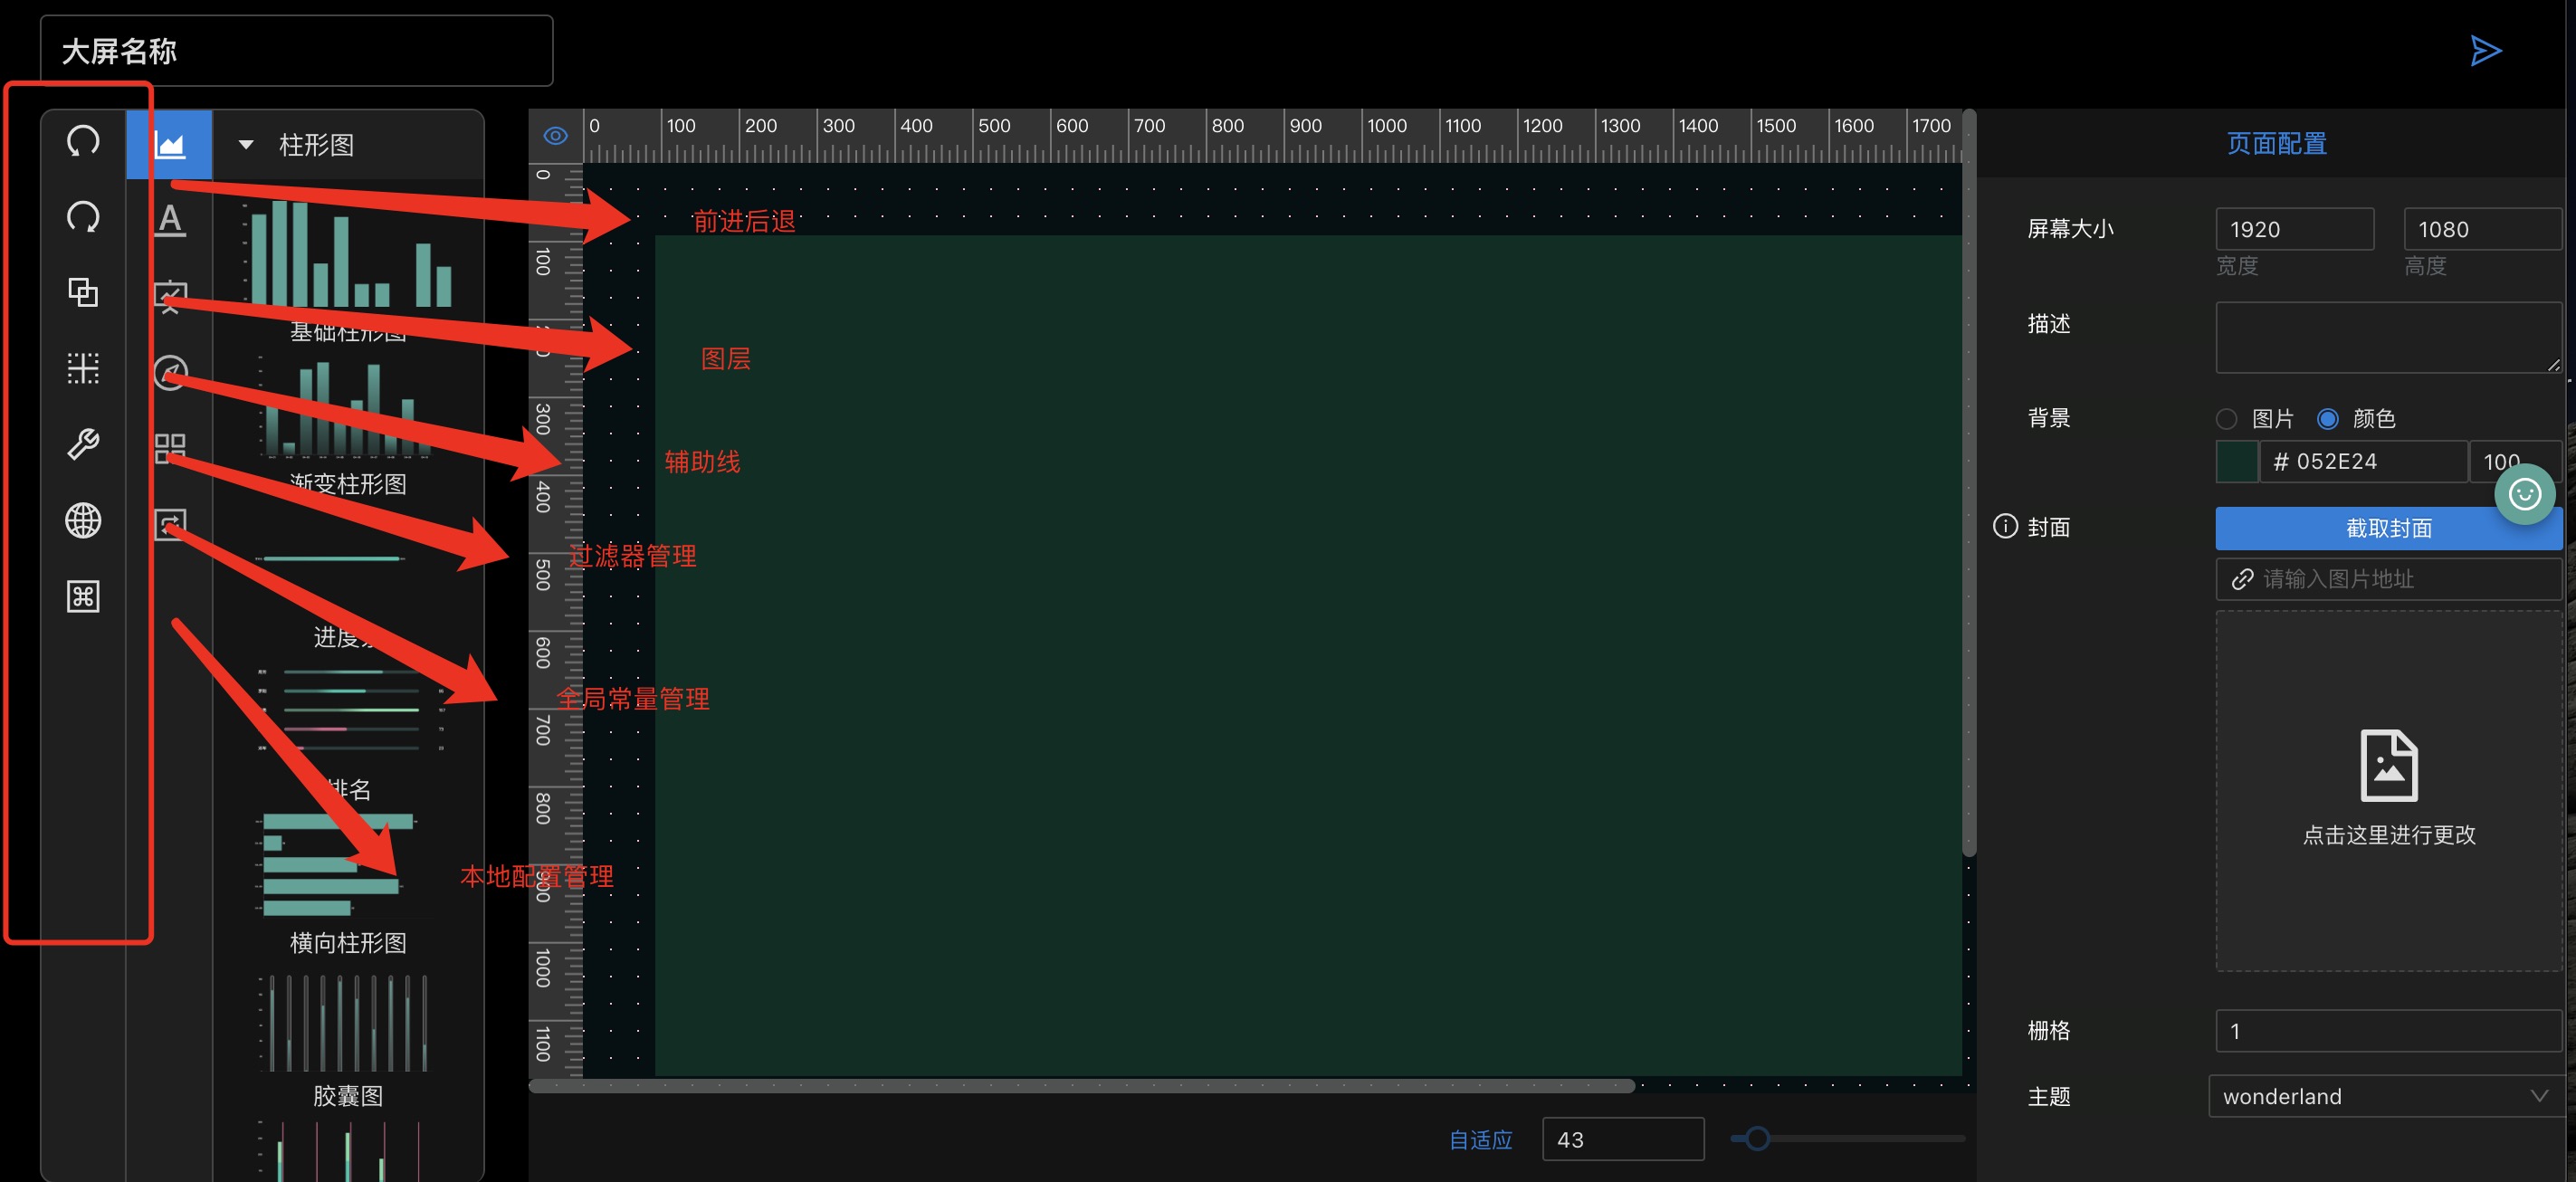 大屏名称
柱形图
基础柱形图
渐变柱形图
进度
排名
横向柱形图
胶囊图
0 100 200 300 400 500 600 700 800 900 1000 1100 1200 1300 1400 1500 1600 1700
0
100
300
400
500
600
700
800
900
1000
1100
前进后退
图层
辅助线
过滤器管理
全局常量管理
本地配置管理
自适应 43
页面配置
屏幕大小 1920 1080
宽度 高度
描述
背景 图片 颜色
# 052E24 100
封面 截取封面
请输入图片地址
点击这里进行更改
栅格 1
主题 wonderland